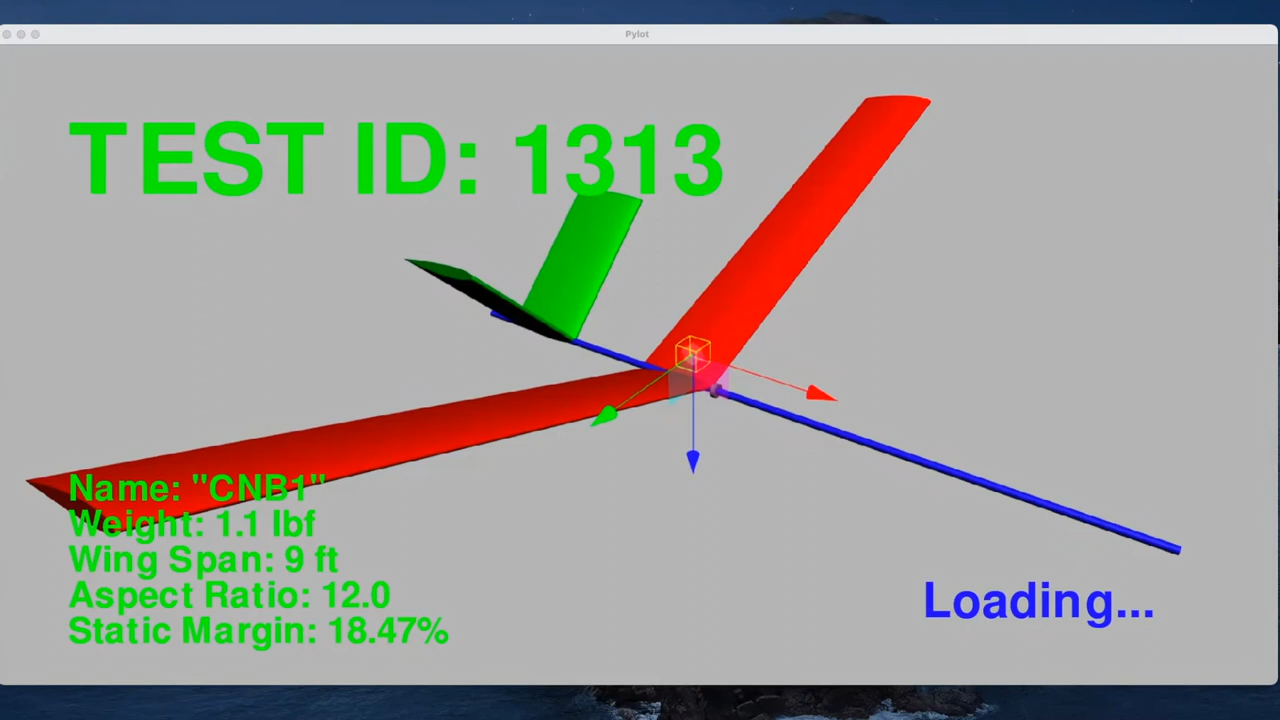 Pylot
TEST ID: 1313
Name: "CNB1"
Weight: 1.1 lbf
Wing Span: 9 ft
Aspect Ratio: 12.0
Static Margin: 18.47%
Loading...